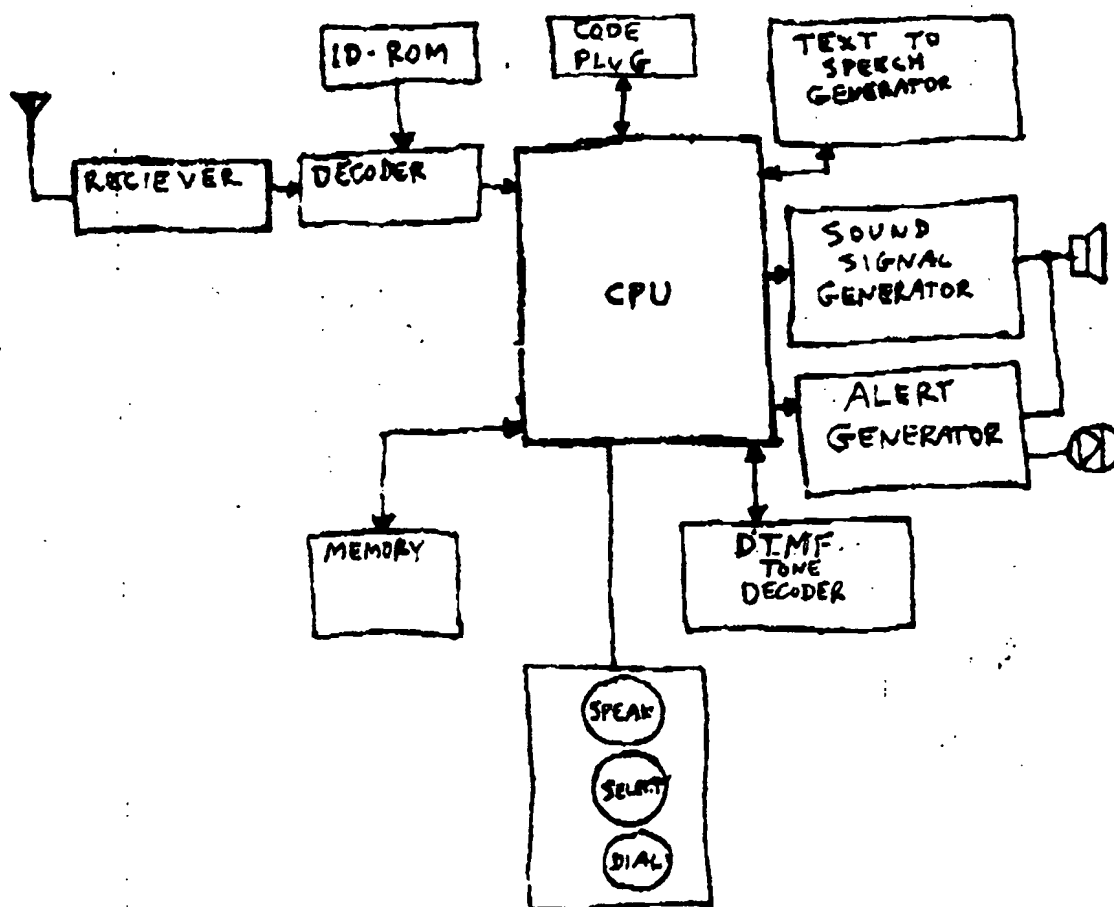 ID-ROM
CODE
PLUG
TEXT TO
SPEECH
GENERATOR
RECIEVER
DECODER
CPU
SOUND
SIGNAL
GENERATOR
ALERT
GENERATOR
MEMORY
DTMF
TONE
DECODER
SPEAK
SELECT
DIAL